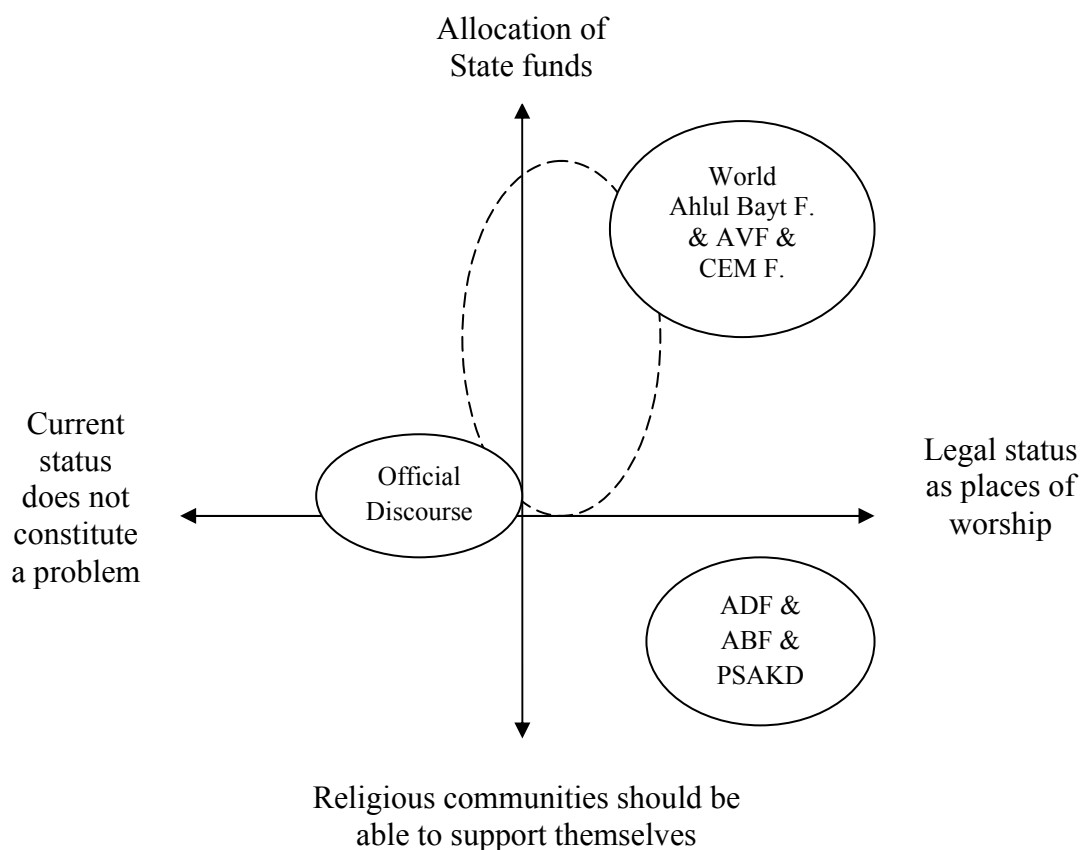 Allocation of
State funds
World
Ahlul Bayt F.
& AVF &
CEM F.
Current
status
does not
constitute
a problem
Official
Discourse
Legal status
as places of
worship
ADF &
ABF &
PSAKD
Religious communities should be
able to support themselves